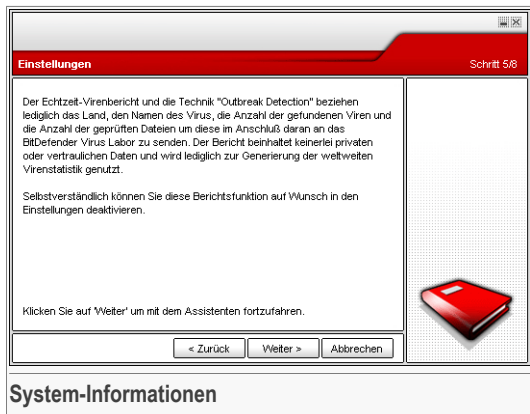 Einstellungen
Schritt 5/8
Der Echtzeit-Virenbericht und die Technik "Outbreak Detection" beziehen
lediglich das Land, den Namen des Virus, die Anzahl der gefundenen Viren und
die Anzahl der geprüften Dateien um diese im Anschluß daran an das
BitDefender Virus Labor zu senden. Der Bericht beinhaltet keinerlei privaten
oder vertraulichen Daten und wird lediglich zur Generierung der weltweiten
Virenstatistik genutzt.
Selbstverständlich können Sie diese Berichtsfunktion auf Wunsch in den
Einstellungen deaktivieren.
Klicken Sie auf 'Weiter' um mit dem Assistenten fortzufahren.
< Zurück
Weiter >
Abbrechen
System-Informationen